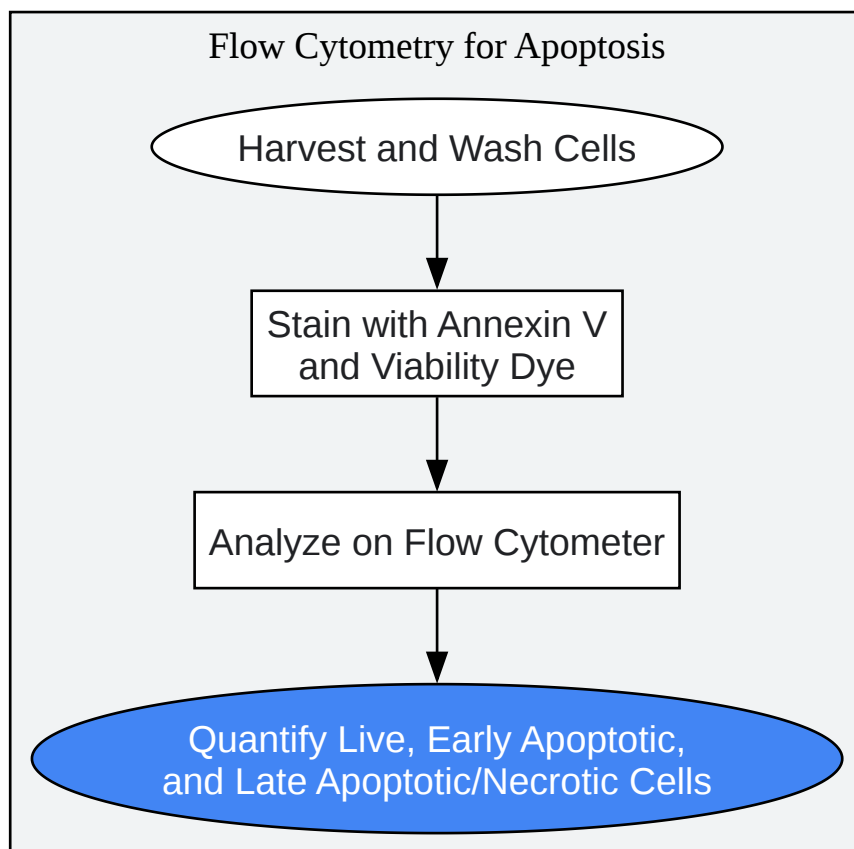 Flow Cytometry for Apoptosis
Harvest and Wash Cells
Stain with Annexin V
and Viability Dye
Analyze on Flow Cytometer
Quantify Live, Early Apoptotic,
and Late Apoptotic/Necrotic Cells